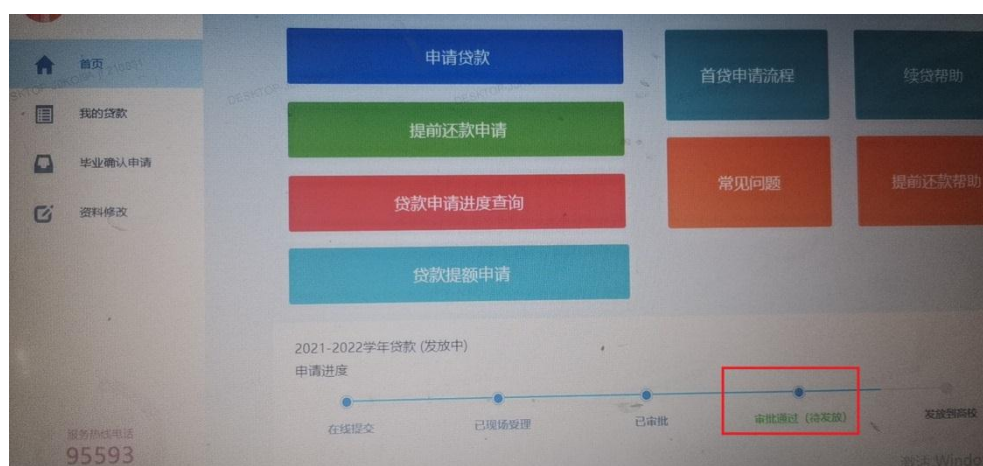 首页
我的贷款
毕业确认申请
资料修改
服务热线电话
95593
申请贷款
提前还款申请
贷款申请进度查询
贷款提额申请
首贷申请流程
续贷帮助
常见问题
提前还款帮助
2021-2022学年贷款 (发放中)
申请进度
在线提交
已现场受理
已审批
审批通过（待发放）
发放到高校
激活 Windo